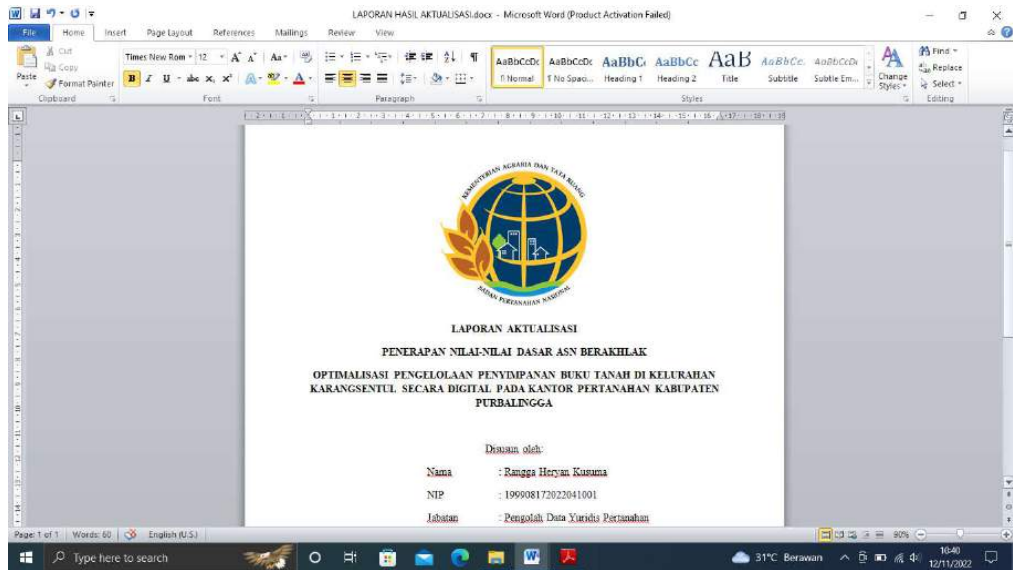 LAPORAN HASIL AKTUALISASI.docx - Microsoft Word (Product Activation Failed)
File Home Insert Page Layout References Mailings Review View
Paste
Cut
Copy
Format Painter
Clipboard
Times New Rom 12
B I U abc x₂ x²
Font
Paragraph
AaBbCcDc AaBbCcDc AaBbC AaBbCc AaB AaBbCc. AaBbCcDi
¶ Normal ¶ No Spaci... Heading 1 Heading 2 Title Subtitle Subtle Em...
Change Styles
Styles
Find
Replace
Select
Editing
KEMENTERIAN AGRARIA DAN TATA RUANG
BADAN PERTANAHAN NASIONAL
LAPORAN AKTUALISASI
PENERAPAN NILAI-NILAI DASAR ASN BERAKHLAK
OPTIMALISASI PENGELOLAAN PENYIMPANAN BUKU TANAH DI KELURAHAN
KARANGSENTUL SECARA DIGITAL PADA KANTOR PERTANAHAN KABUPATEN
PURBALINGGA
Disusun oleh:
Nama : Rangga Heryan Kusuma
NIP : 199908172022041001
Jabatan : Pengolah Data Yuridis Pertanahan
Page: 1 of 1 Words: 60 English (U.S.) 90%
Type here to search
31°C Berawan
16:40
12/11/2022